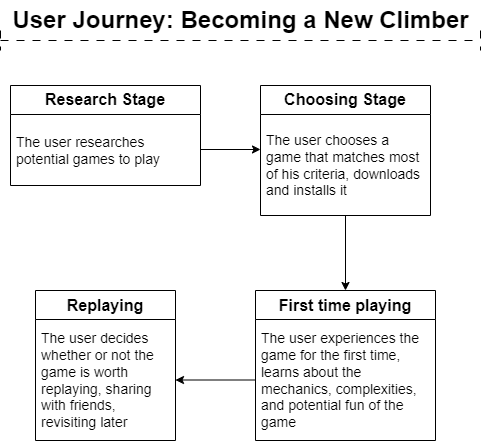 User Journey: Becoming a New Climber
Research Stage
The user researches
potential games to play
Choosing Stage
The user chooses a
game that matches most
of his criteria, downloads
and installs it
First time playing
The user experiences the
game for the first time,
learns about the
mechanics, complexities,
and potential fun of the
game
Replaying
The user decides
whether or not the
game is worth
replaying, sharing
with friends,
revisiting later